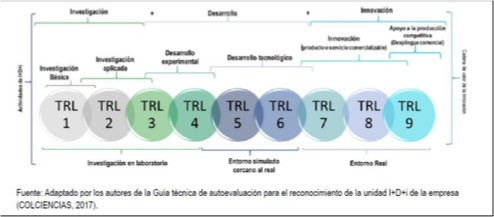 Investigación + Desarrollo + Innovación
Actividades de I+D+i
Investigación Básica
Investigación aplicada
Desarrollo experimental
Desarrollo tecnológico
Innovación (producto o servicio comercializable)
Apoyo a la producción competitiva (Despliegue comercial)
Cadena de valor de la Innovación
TRL 1
TRL 2
TRL 3
TRL 4
TRL 5
TRL 6
TRL 7
TRL 8
TRL 9
Investigación en laboratorio
Entorno simulado cercano al real
Entorno Real
Fuente: Adaptado por los autores de la Guía técnica de autoevaluación para el reconocimiento de la unidad I+D+i de la empresa
(COLCIENCIAS, 2017).